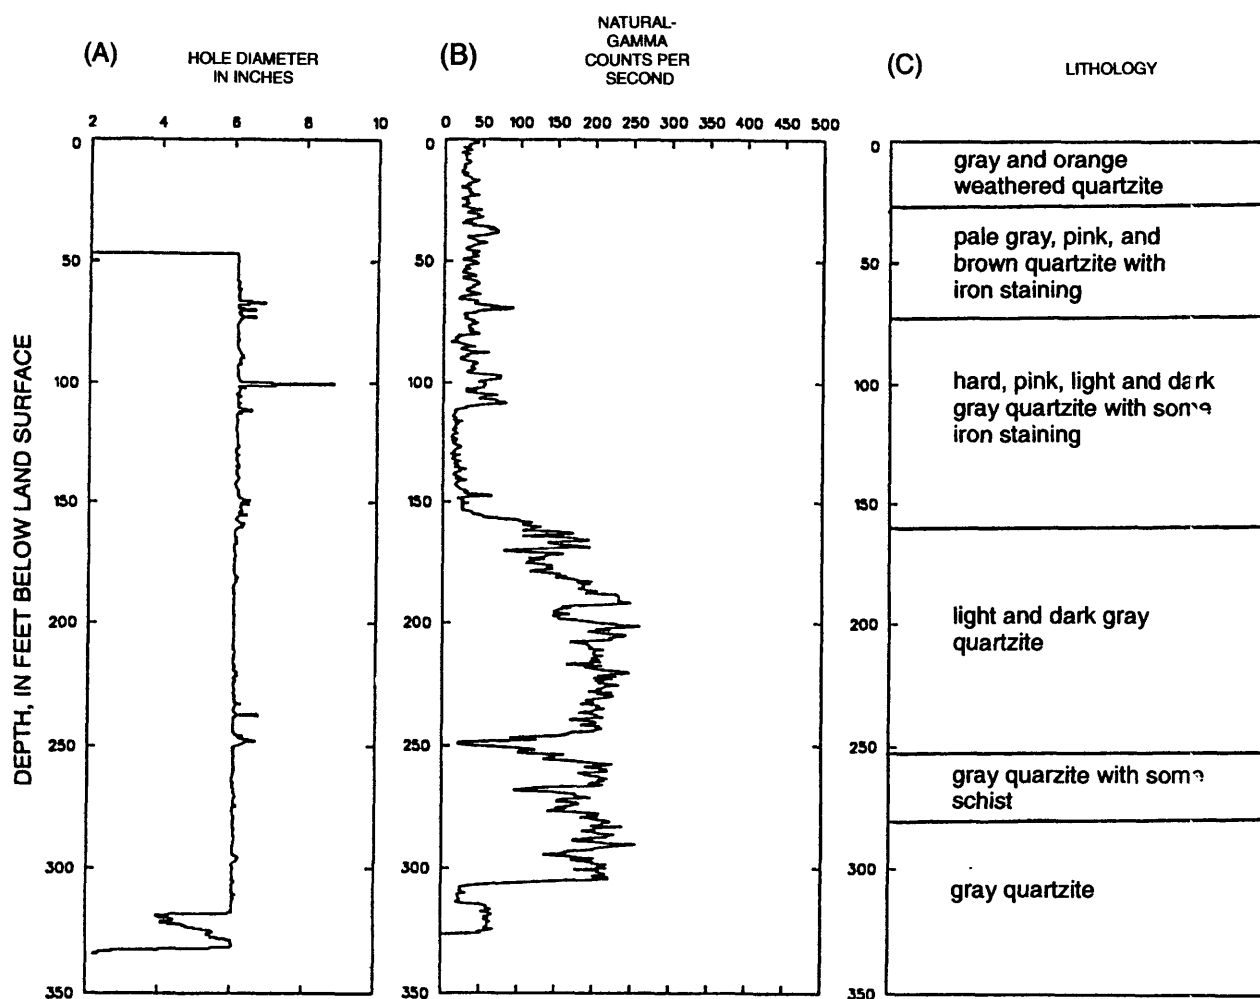 (A)
HOLE DIAMETER
IN INCHES
2 4 6 8 10
0
50
100
150
200
250
300
350
DEPTH, IN FEET BELOW LAND SURFACE
(B)
NATURAL-
GAMMA
COUNTS PER
SECOND
0 50 100 150 200 250 300 350 400 450 500
0
50
100
150
200
250
300
350
(C)
LITHOLOGY
0
50
100
150
200
250
300
350
gray and orange
weathered quartzite
pale gray, pink, and
brown quartzite with
iron staining
hard, pink, light and dark
gray quartzite with some
iron staining
light and dark gray
quartzite
gray quarzite with some
schist
gray quartzite